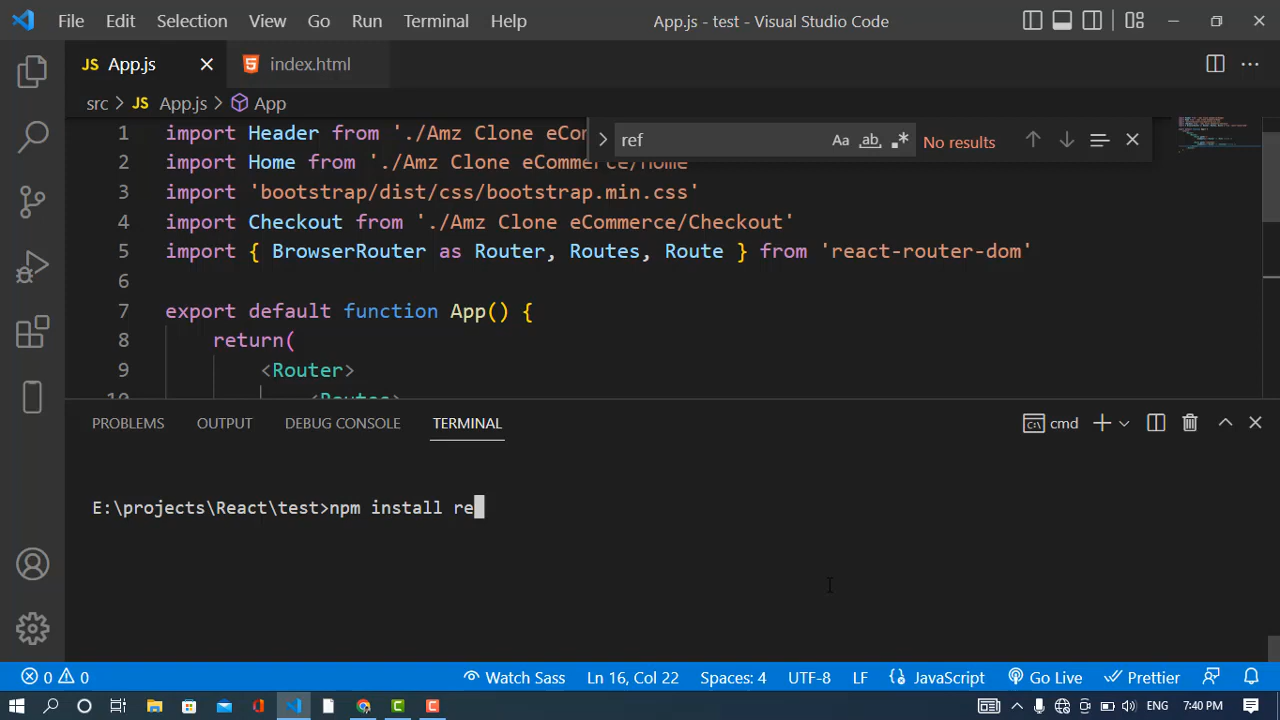 File Edit Selection View Go Run Terminal Help App.js - test - Visual Studio Code
JS App.js index.html
src > JS App.js > App
ref Aa ab No results
1 import Header from './Amz Clone eCom
2 import Home from './Amz Clone eCommerce/Home
3 import 'bootstrap/dist/css/bootstrap.min.css'
4 import Checkout from './Amz Clone eCommerce/Checkout'
5 import { BrowserRouter as Router, Routes, Route } from 'react-router-dom'
6
7 export default function App() {
8 return(
9 <Router>
10 <Routes>
PROBLEMS OUTPUT DEBUG CONSOLE TERMINAL cmd
E:\projects\React\test>npm install re
0 0 Watch Sass Ln 16, Col 22 Spaces: 4 UTF-8 LF JavaScript Go Live Prettier
ENG 7:40 PM